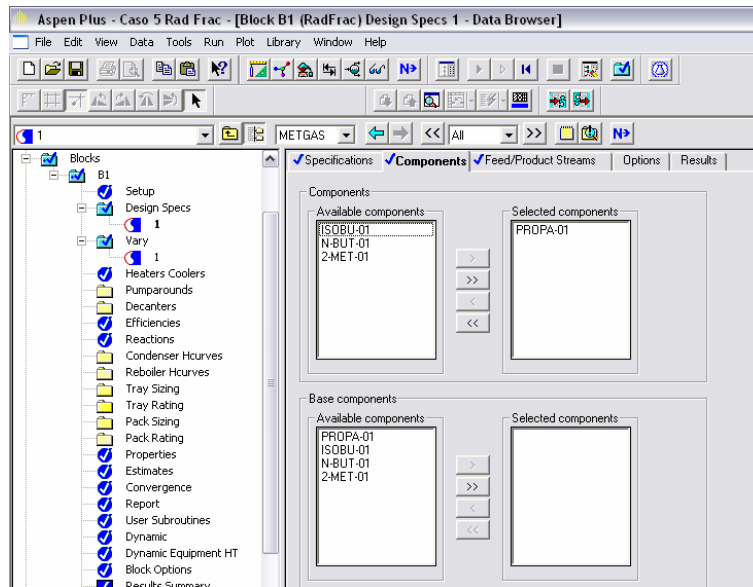 Aspen Plus - Caso 5 Rad Frac - [Block B1 (RadFrac) Design Specs 1 - Data Browser]
File Edit View Data Tools Run Plot Library Window Help
N>
1 METGAS << All >> N>
Blocks
B1
Setup
Design Specs
1
Vary
1
Heaters Coolers
Pumparounds
Decanters
Efficiencies
Reactions
Condenser Hcurves
Reboiler Hcurves
Tray Sizing
Tray Rating
Pack Sizing
Pack Rating
Properties
Estimates
Convergence
Report
User Subroutines
Dynamic
Dynamic Equipment HT
Block Options
Results Summary
Specifications Components Feed/Product Streams Options Results
Components
Available components
ISOBU-01
N-BUT-01
2-MET-01
>
>>
<
<<
Selected components
PROPA-01
Base components
Available components
PROPA-01
ISOBU-01
N-BUT-01
2-MET-01
>
>>
<
<<
Selected components